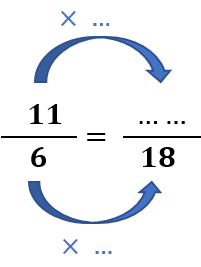 × ...
11 = ... ...
6 18
× ...